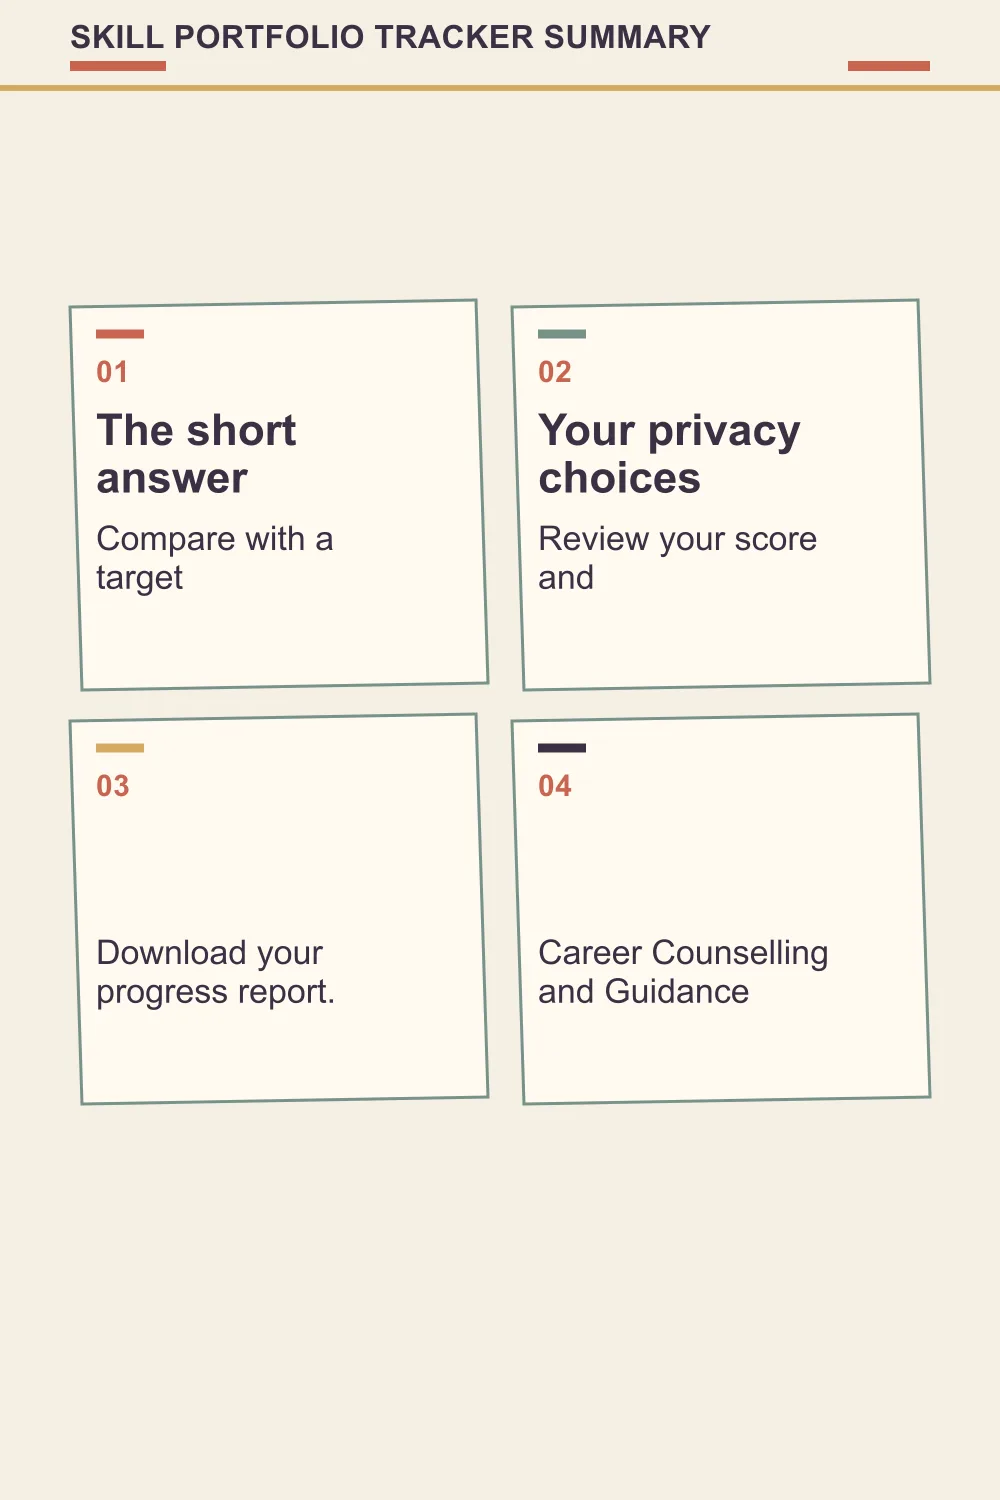 SKILL PORTFOLIO TRACKER SUMMARY
01
The short
answer
Compare with a
target
02
Your privacy
choices
Review your score
and
03
Download your
progress report.
04
Career Counselling
and Guidance